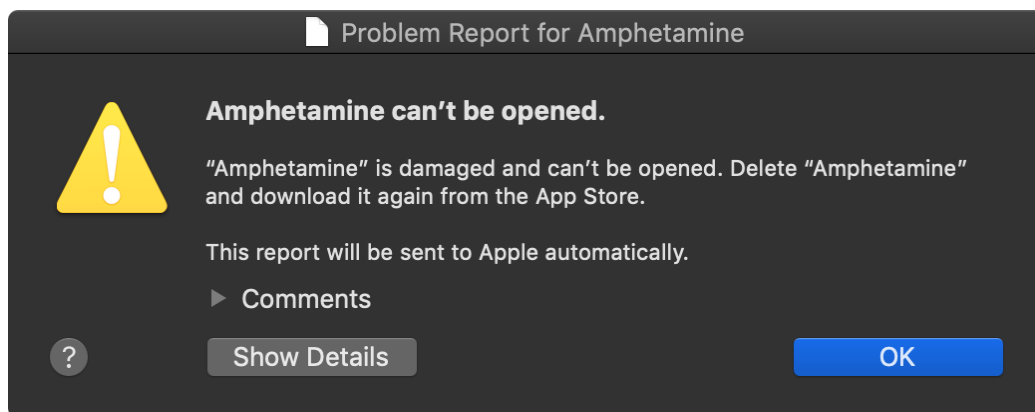 Problem Report for Amphetamine
Amphetamine can’t be opened.
“Amphetamine” is damaged and can’t be opened. Delete “Amphetamine”
and download it again from the App Store.
This report will be sent to Apple automatically.
Comments
?
Show Details
OK